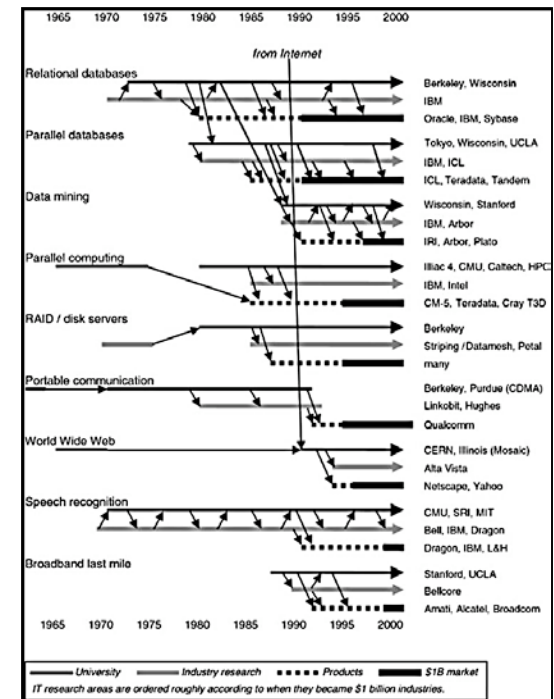 1965 1970 1975 1980 1985 1990 1995 2000
from Internet
Relational databases
Berkeley, Wisconsin
IBM
Oracle, IBM, Sybase
Parallel databases
Tokyo, Wisconsin, UCLA
IBM, ICL
ICL, Teradata, Tandem
Data mining
Wisconsin, Stanford
IBM, Arbor
IRI, Arbor, Plato
Parallel computing
Illiac 4, CMU, Caltech, HPC
IBM, Intel
CM-5, Teradata, Cray T3D
RAID / disk servers
Berkeley
Striping /Datamesh, Petal
many
Portable communication
Berkeley, Purdue (CDMA)
Linkobit, Hughes
Qualcomm
World Wide Web
CERN, Illinois (Mosaic)
Alta Vista
Netscape, Yahoo
Speech recognition
CMU, SRI, MIT
Bell, IBM, Dragon
Dragon, IBM, L&H
Broadband last mile
Stanford, UCLA
Bellcore
Amati, Alcatel, Broadcom
1965 1970 1975 1980 1985 1990 1995 2000
University Industry research Products $1B market
IT research areas are ordered roughly according to when they became $1 billion industries.